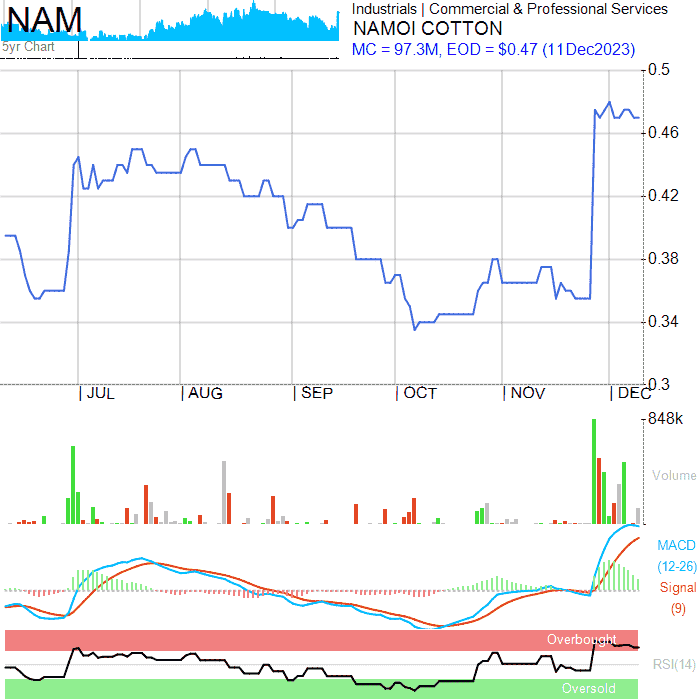 NAM
5yr Chart
Industrials | Commercial & Professional Services
NAMOI COTTON
MC = 97.3M, EOD = $0.47 (11Dec2023)
0.5
0.46
0.42
0.38
0.34
0.3
| JUL | AUG | SEP | OCT | NOV | DEC
848k
Volume
MACD
(12-26)
Signal
(9)
Overbought
RSI(14)
Oversold